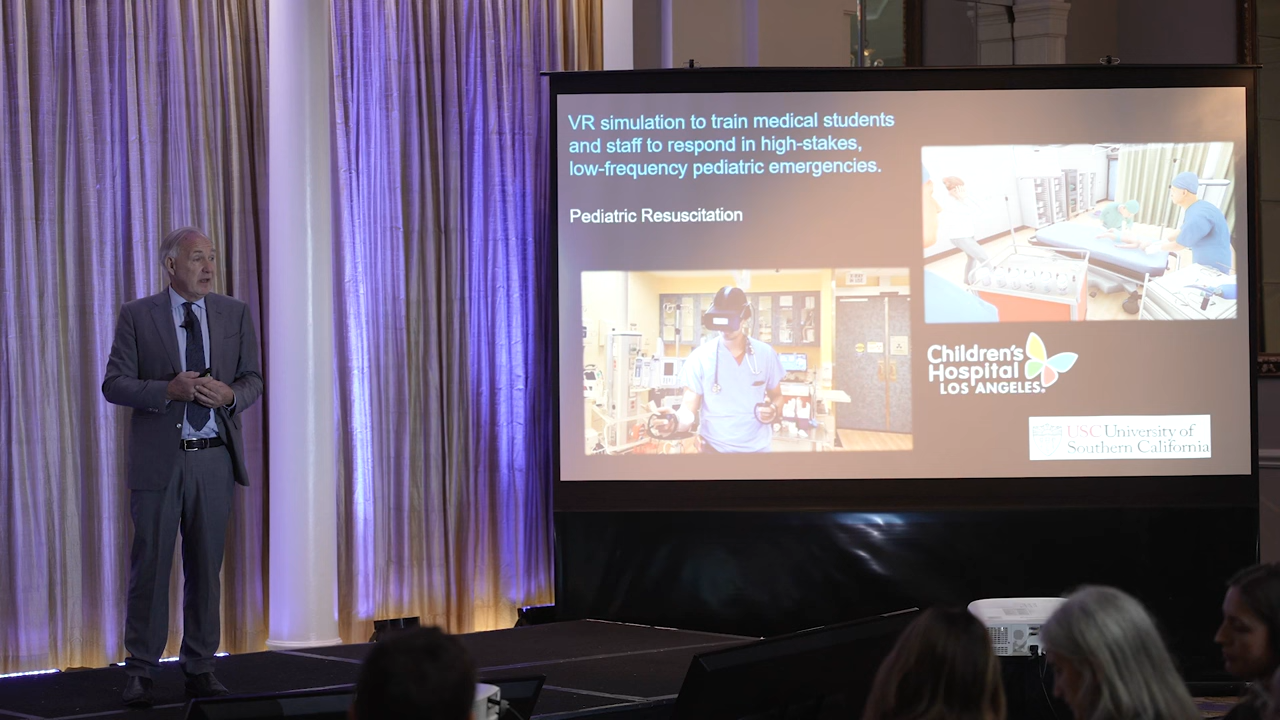 VR simulation to train medical students
and staff to respond in high-stakes,
low-frequency pediatric emergencies.
Pediatric Resuscitation
Children's
Hospital
LOS ANGELES.
USC University of
Southern California